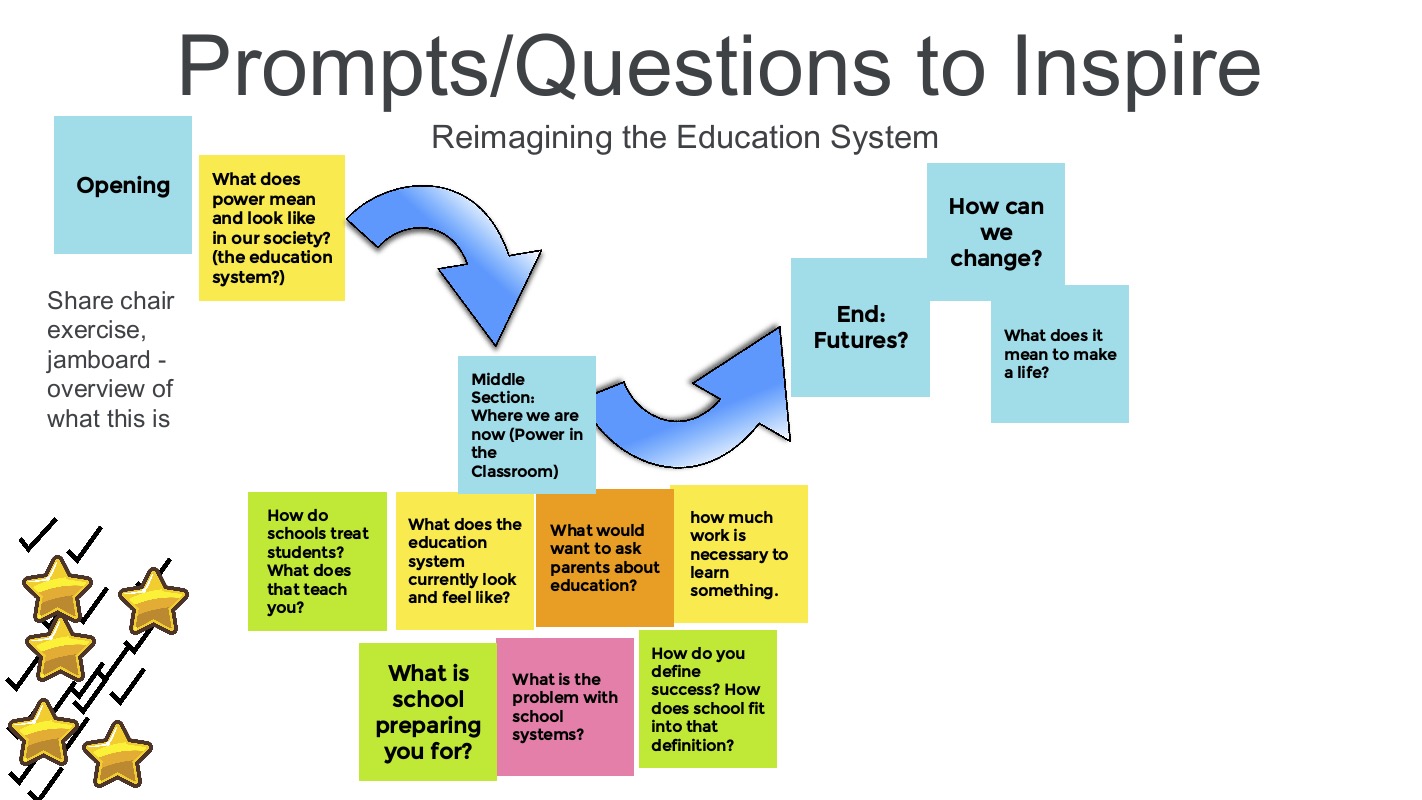 Prompts/Questions to Inspire
Reimagining the Education System
Opening
What does
power mean
and look like
in our society?
(the education
system?)
Share chair
exercise,
jamboard -
overview of
what this is
How can
we
change?
End:
Futures?
What does it
mean to make
a life?
Middle
Section:
Where we are
now (Power in
the
Classroom)
How do
schools treat
students?
What does
that teach
you?
What does the
education
system
currently look
and feel like?
What would
want to ask
parents about
education?
how much
work is
necessary to
learn
something.
What is
school
preparing
you for?
What is the
problem with
school
systems?
How do you
define
success? How
does school fit
into that
definition?